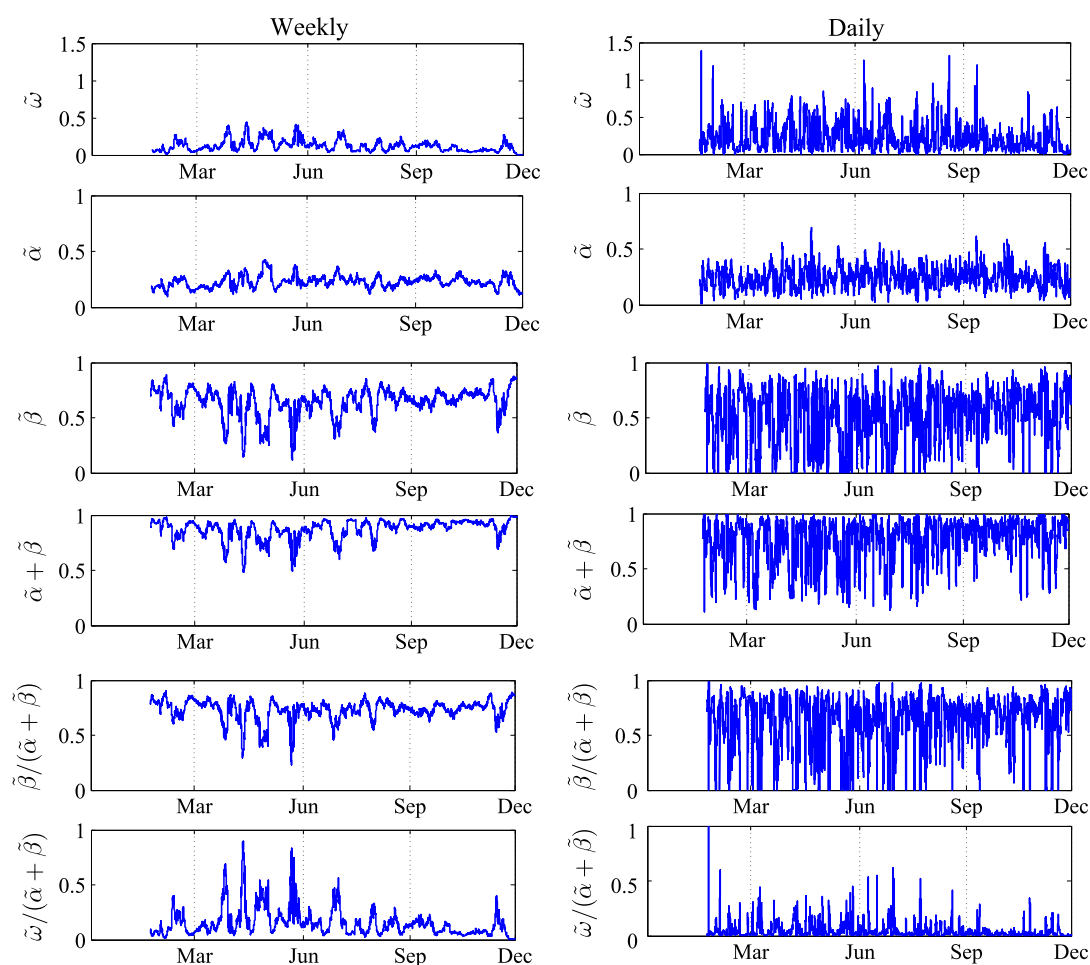 Weekly
Daily
1.5
1
0.5
0
ω̃
Mar Jun Sep Dec
1.5
1
0.5
0
ω̃
Mar Jun Sep Dec
1
0.5
0
α̃
Mar Jun Sep Dec
1
0.5
0
α̃
Mar Jun Sep Dec
1
0.5
0
β̃
Mar Jun Sep Dec
1
0.5
0
β̃
Mar Jun Sep Dec
1
0.5
0
α̃ + β̃
Mar Jun Sep Dec
1
0.5
0
α̃ + β̃
Mar Jun Sep Dec
1
0.5
0
β̃/(α̃ + β̃)
Mar Jun Sep Dec
1
0.5
0
β̃/(α̃ + β̃)
Mar Jun Sep Dec
1
0.5
0
ω̃/(α̃ + β̃)
Mar Jun Sep Dec
1
0.5
0
ω̃/(α̃ + β̃)
Mar Jun Sep Dec